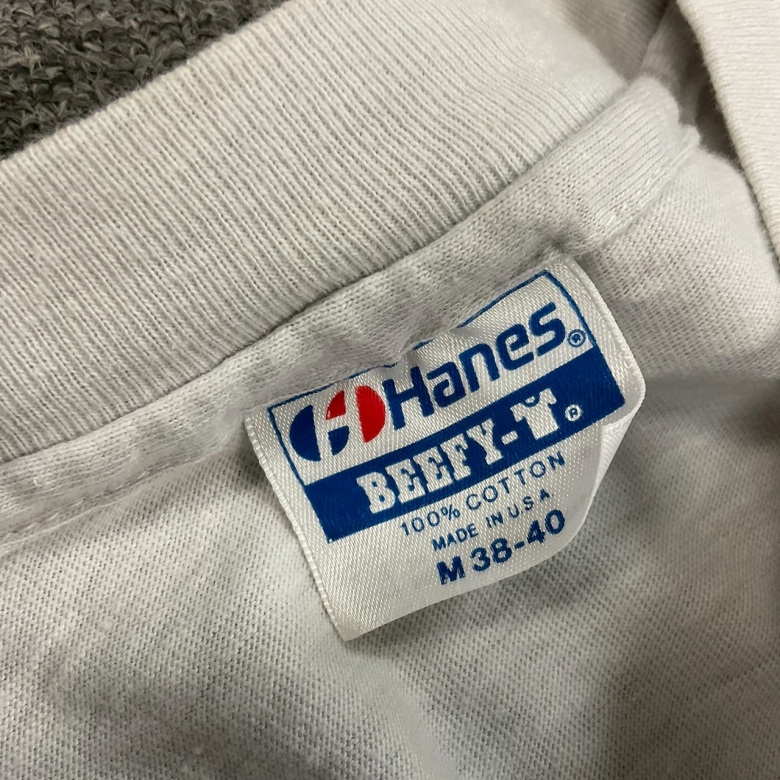 Hanes®
BEEFY-T®
100% COTTON
MADE IN U S A
M 38-40